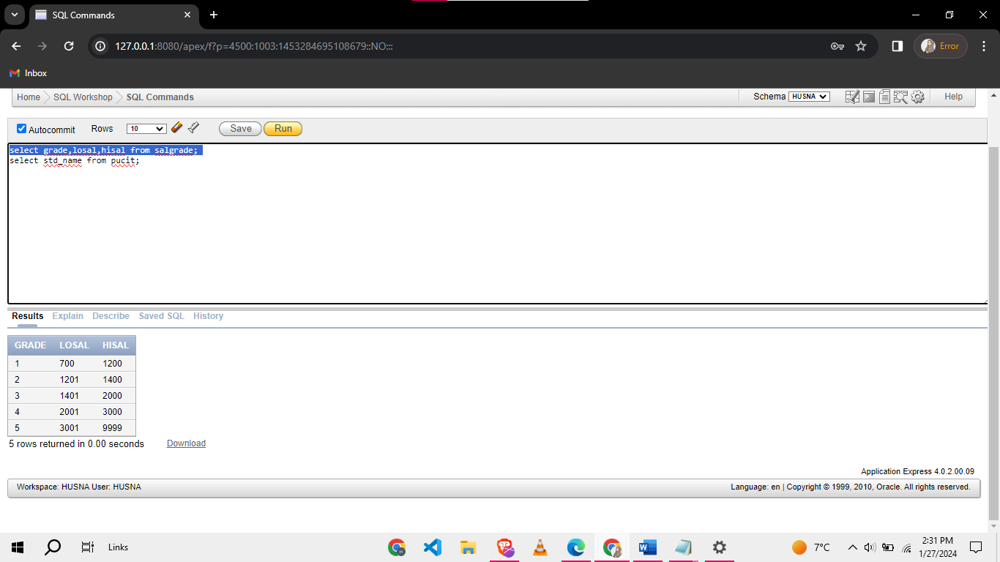 SQL Commands
127.0.0.1:8080/apex/f?p=4500:1003:1453284695108679::NO:::
Error
Inbox
Home SQL Workshop SQL Commands Schema HUSNA Help
Autocommit Rows 10 Save Run
select grade,losal,hisal from salgrade;
select std_name from pucit;
Results Explain Describe Saved SQL History
GRADE LOSAL HISAL
1 700 1200
2 1201 1400
3 1401 2000
4 2001 3000
5 3001 9999
5 rows returned in 0.00 seconds Download
Application Express 4.0.2.00.09
Workspace: HUSNA User: HUSNA Language: en | Copyright © 1999, 2010, Oracle. All rights reserved.
Links 7°C 2:31 PM
1/27/2024